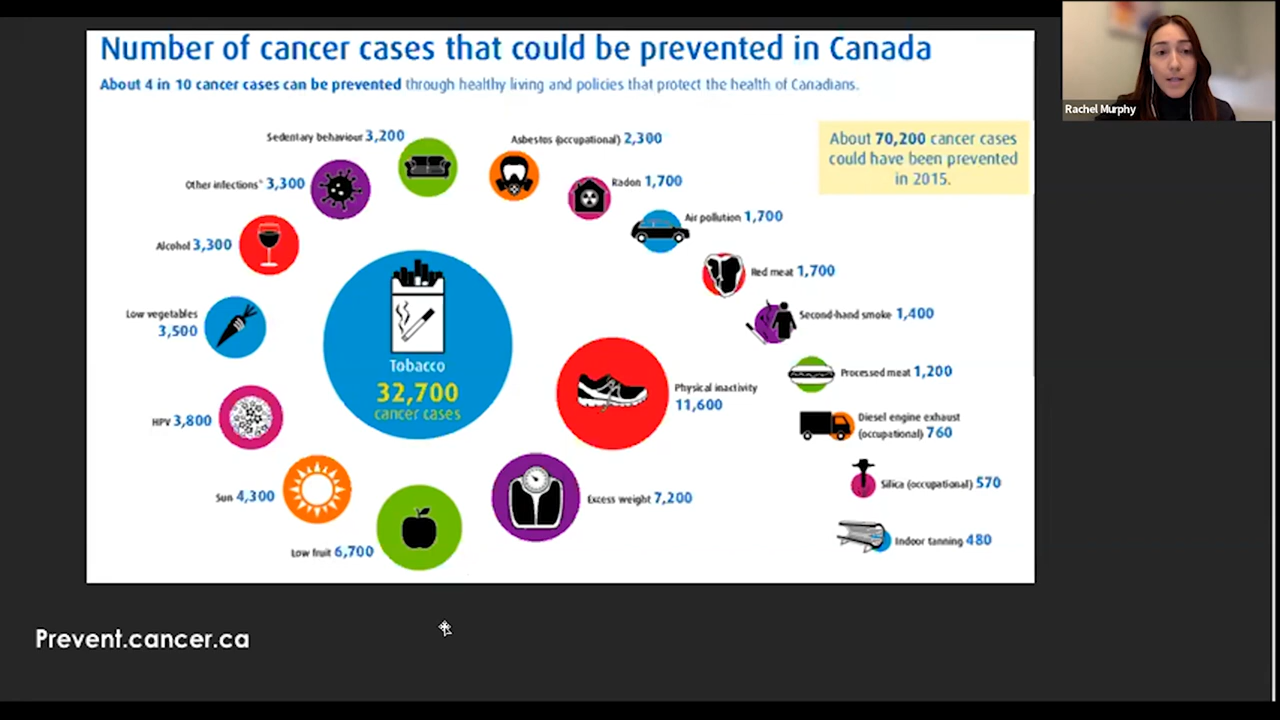 Number of cancer cases that could be prevented in Canada
About 4 in 10 cancer cases can be prevented through healthy living and policies that protect the health of Canadians.
Rachel Murphy
About 70,200 cancer cases
could have been prevented
in 2015.
Sedentary behaviour 3,200
Asbestos (occupational) 2,300
Other infections* 3,300
Radon 1,700
Alcohol 3,300
Air pollution 1,700
Red meat 1,700
Low vegetables
3,500
Second-hand smoke 1,400
Tobacco
32,700
cancer cases
Processed meat 1,200
Physical inactivity
11,600
HPV 3,800
Diesel engine exhaust
(occupational) 760
Sun 4,300
Excess weight 7,200
Silica (occupational) 570
Low fruit 6,700
Indoor tanning 480
Prevent.cancer.ca